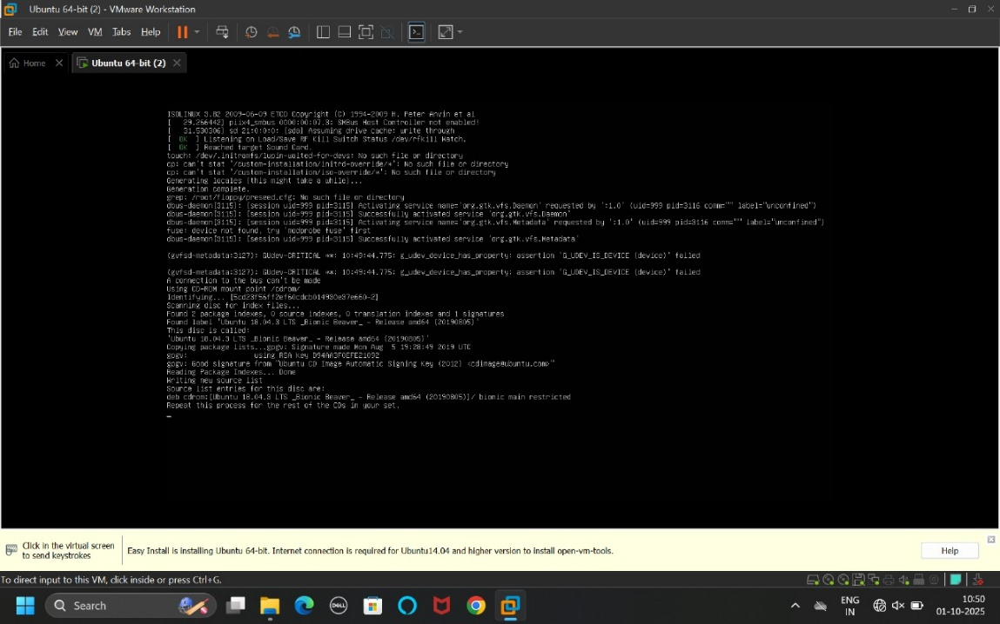 Ubuntu 64-bit (2) - VMware Workstation
File Edit View VM Tabs Help
Home Ubuntu 64-bit (2)
ISOLINUX 3.82 2009-06-09 ETCD Copyright (C) 1994-2009 H. Peter Anvin et al
[ 29.266442] piix4_smbus 0000:00:07.3: SMBus Host Controller not enabled!
[ 31.530306] sd 21:0:0:0: [sda] Assuming drive cache: write through
[ OK ] Listening on Load/Save RF Kill Switch Status /dev/rfkill Watch.
[ OK ] Reached target Sound Card.
touch: /dev/.initramfs/lupin-waited-for-devs: No such file or directory
cp: can't stat '/custom-installation/initrd-override/*': No such file or directory
cp: can't stat '/custom-installation/iso-override/*': No such file or directory
Generating locales (this might take a while)...
Generation complete.
grep: /root/floppy/preseed.cfg: No such file or directory
dbus-daemon[3115]: [session uid=999 pid=3115] Activating service name='org.gtk.vfs.Daemon' requested by ':1.0' (uid=999 pid=3116 comm="" label="unconfined")
dbus-daemon[3115]: [session uid=999 pid=3115] Successfully activated service 'org.gtk.vfs.Daemon'
dbus-daemon[3115]: [session uid=999 pid=3115] Activating service name='org.gtk.vfs.Metadata' requested by ':1.0' (uid=999 pid=3116 comm="" label="unconfined")
fuse: device not found, try 'modprobe fuse' first
dbus-daemon[3115]: [session uid=999 pid=3115] Successfully activated service 'org.gtk.vfs.Metadata'
(gvfsd-metadata:3127): GUdev-CRITICAL **: 10:49:44.775: g_udev_device_has_property: assertion 'G_UDEV_IS_DEVICE (device)' failed
(gvfsd-metadata:3127): GUdev-CRITICAL **: 10:49:44.775: g_udev_device_has_property: assertion 'G_UDEV_IS_DEVICE (device)' failed
A connection to the bus can't be made
Using CD-ROM mount point /cdrom/
Identifying... [5cd23f56ff2ef60cdcb014930e37e660-2]
Scanning disc for index files...
Found 2 package indexes, 0 source indexes, 0 translation indexes and 1 signatures
Found label 'Ubuntu 18.04.3 LTS _Bionic Beaver_ - Release amd64 (20190805)'
This disc is called:
'Ubuntu 18.04.3 LTS _Bionic Beaver_ - Release amd64 (20190805)'
Copying package lists...gpgv: Signature made Mon Aug 5 19:28:49 2019 UTC
gpgv: using RSA key D94AA3F0EFE21092
gpgv: Good signature from "Ubuntu CD Image Automatic Signing Key (2012) <cdimage@ubuntu.com>"
Reading Package Indexes... Done
Writing new source list
Source list entries for this disc are:
deb cdrom:[Ubuntu 18.04.3 LTS _Bionic Beaver_ - Release amd64 (20190805)]/ bionic main restricted
Repeat this process for the rest of the CDs in your set.
Click in the virtual screen
to send keystrokes
Easy Install is installing Ubuntu 64-bit. Internet connection is required for Ubuntu14.04 and higher version to install open-vm-tools.
Help
To direct input to this VM, click inside or press Ctrl+G.
Search
DELL
ENG
IN
10:50
01-10-2025